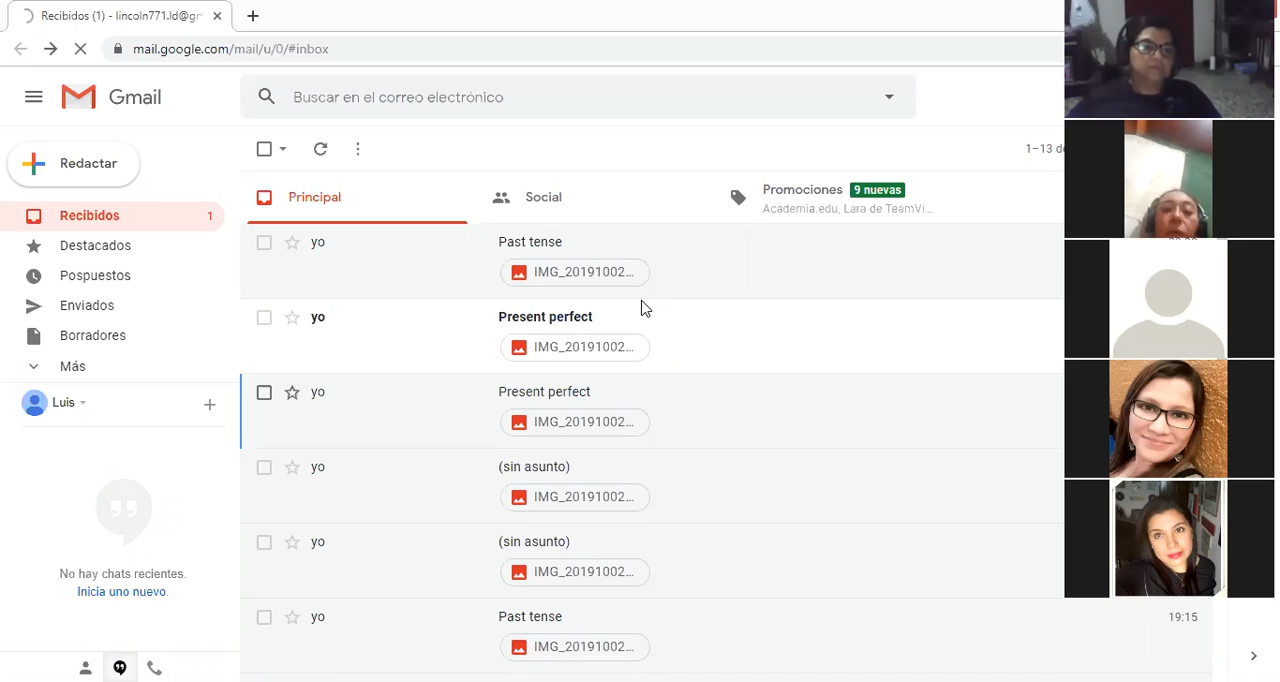 Recibidos (1) - lincoln771.ld@gr
mail.google.com/mail/u/0/#inbox
Gmail
Buscar en el correo electrónico
Redactar
1–13 de
Recibidos 1
Destacados
Pospuestos
Enviados
Borradores
Más
Luis
No hay chats recientes.
Inicia uno nuevo.
Principal
Social
Promociones 9 nuevas
Academia.edu, Lara de TeamVi...
yo Past tense
IMG_20191002...
yo Present perfect
IMG_20191002...
yo Present perfect
IMG_20191002...
yo (sin asunto)
IMG_20191002...
yo (sin asunto)
IMG_20191002...
yo Past tense 19:15
IMG_20191002...